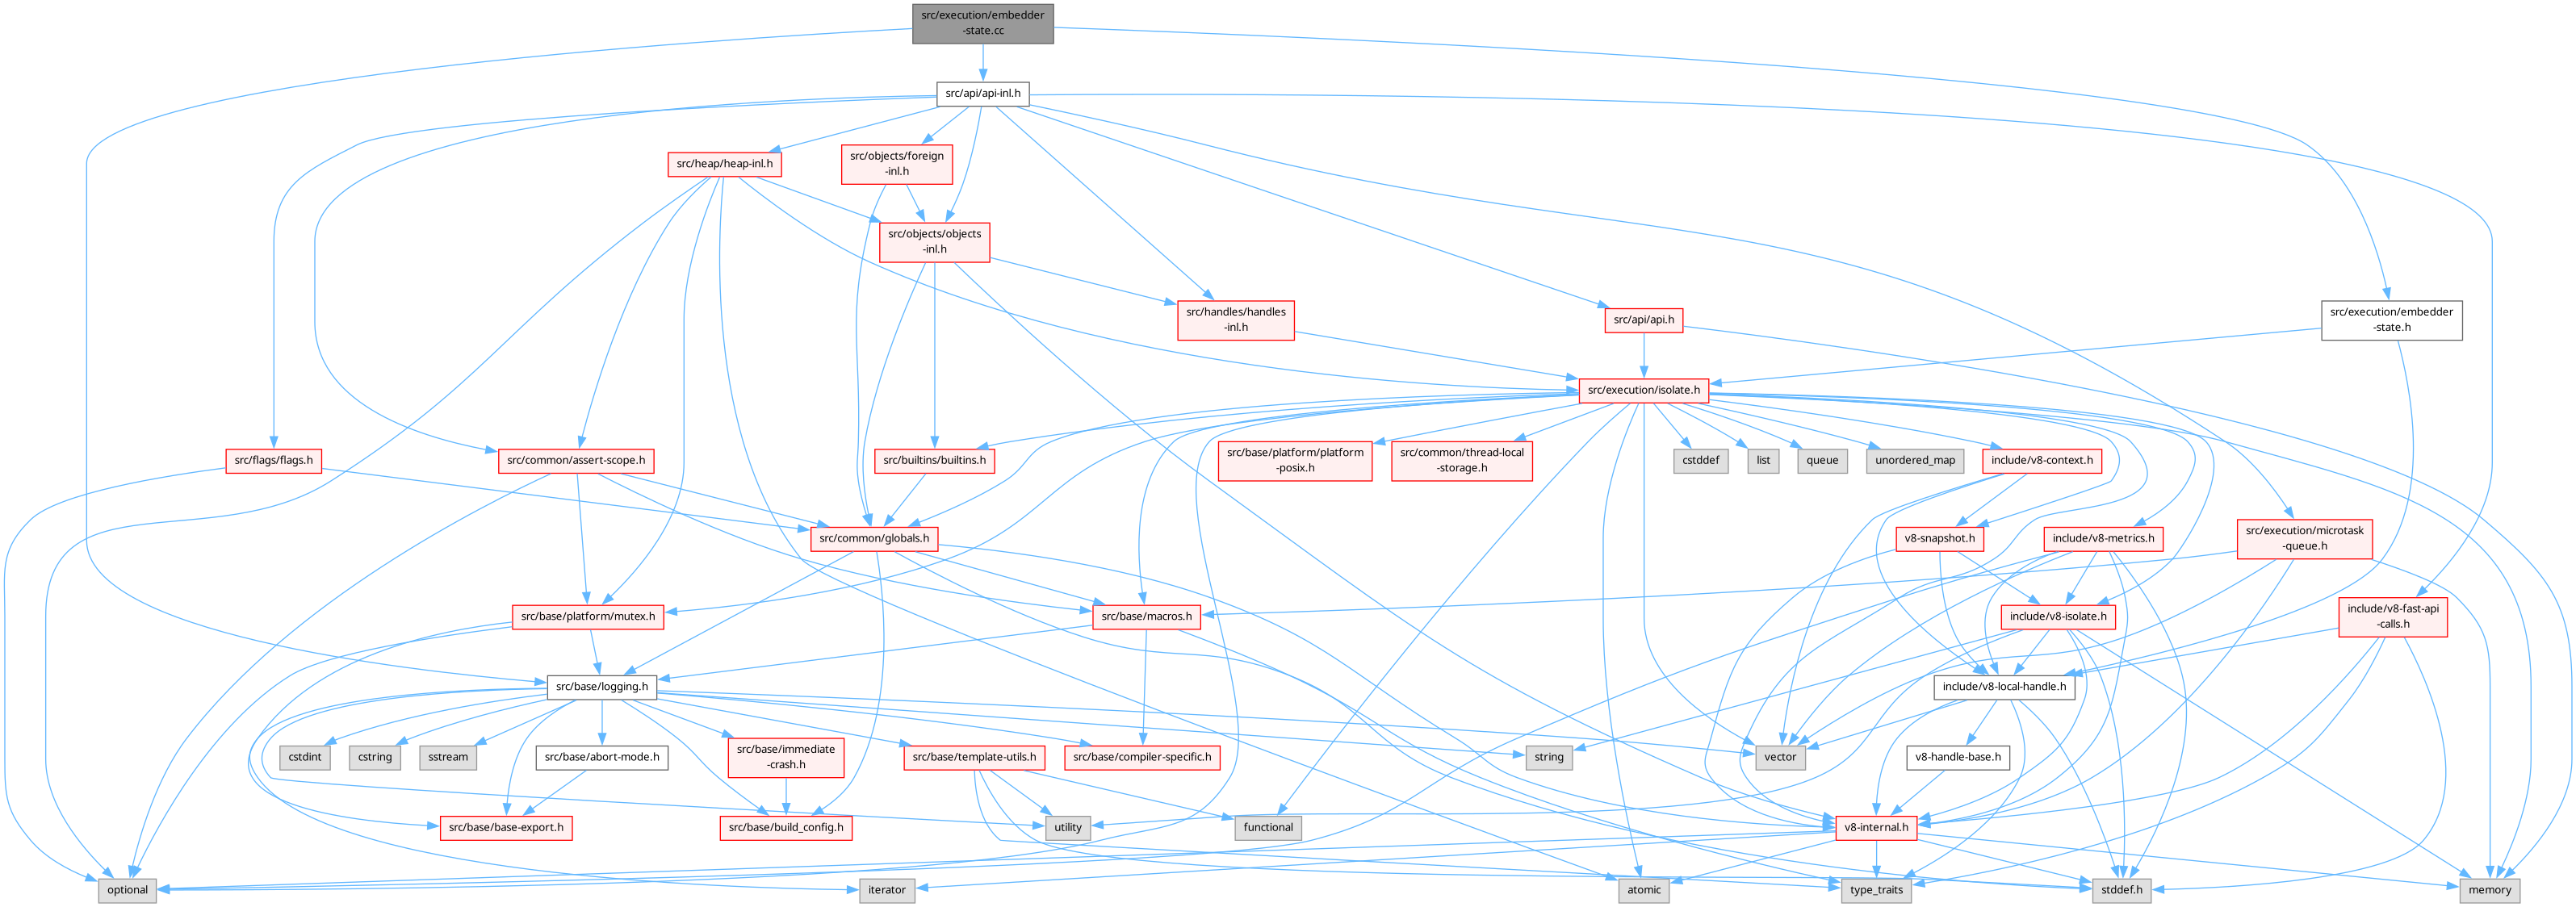 src/execution/embedder
-state.cc
src/api/api-inl.h
src/heap/heap-inl.h
src/objects/foreign
-inl.h
src/objects/objects
-inl.h
src/handles/handles
-inl.h
src/api/api.h
src/execution/embedder
-state.h
src/execution/isolate.h
src/flags/flags.h
src/common/assert-scope.h
src/builtins/builtins.h
src/base/platform/platform
-posix.h
src/common/thread-local
-storage.h
cstddef
list
queue
unordered_map
include/v8-context.h
src/common/globals.h
v8-snapshot.h
include/v8-metrics.h
src/execution/microtask
-queue.h
src/base/platform/mutex.h
src/base/macros.h
include/v8-isolate.h
include/v8-fast-api
-calls.h
src/base/logging.h
include/v8-local-handle.h
cstdint
cstring
sstream
src/base/abort-mode.h
src/base/immediate
-crash.h
src/base/template-utils.h
src/base/compiler-specific.h
string
vector
v8-handle-base.h
src/base/base-export.h
src/base/build_config.h
utility
functional
v8-internal.h
optional
iterator
atomic
type_traits
stddef.h
memory